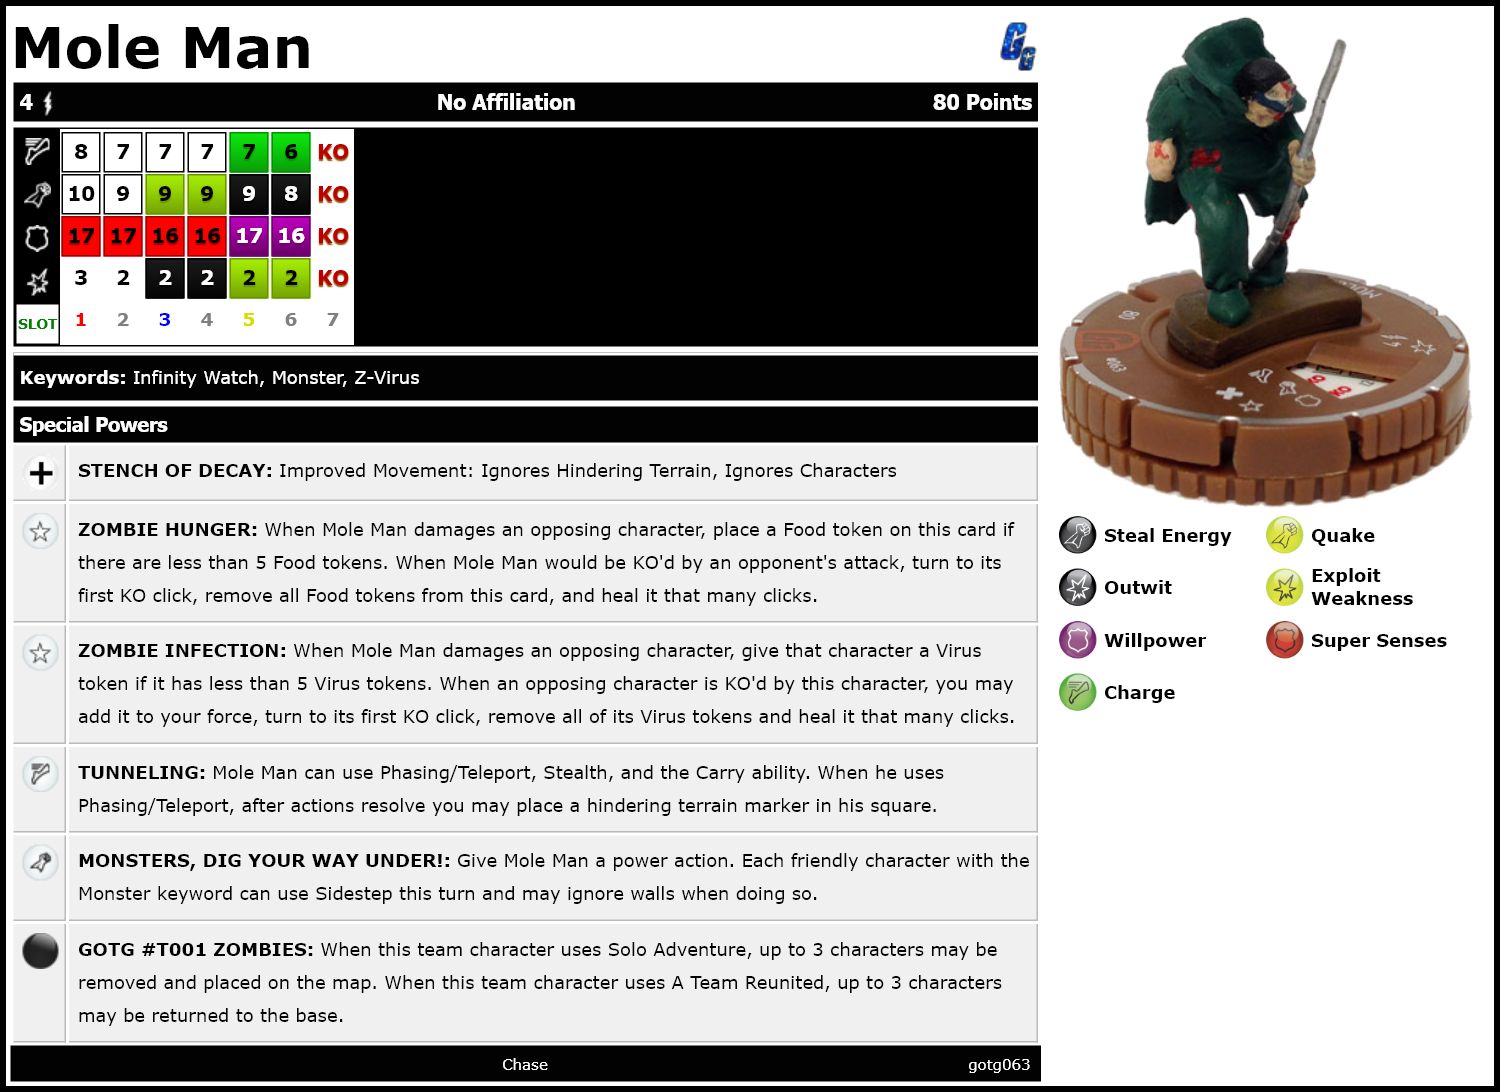 Mole Man
GG
4 No Affiliation 80 Points
8 7 7 7 7 6 KO
10 9 9 9 9 8 KO
17 17 16 16 17 16 KO
3 2 2 2 2 2 KO
SLOT 1 2 3 4 5 6 7
Keywords: Infinity Watch, Monster, Z-Virus
Special Powers
STENCH OF DECAY: Improved Movement: Ignores Hindering Terrain, Ignores Characters
ZOMBIE HUNGER: When Mole Man damages an opposing character, place a Food token on this card if
there are less than 5 Food tokens. When Mole Man would be KO'd by an opponent's attack, turn to its
first KO click, remove all Food tokens from this card, and heal it that many clicks.
ZOMBIE INFECTION: When Mole Man damages an opposing character, give that character a Virus
token if it has less than 5 Virus tokens. When an opposing character is KO'd by this character, you may
add it to your force, turn to its first KO click, remove all of its Virus tokens and heal it that many clicks.
TUNNELING: Mole Man can use Phasing/Teleport, Stealth, and the Carry ability. When he uses
Phasing/Teleport, after actions resolve you may place a hindering terrain marker in his square.
MONSTERS, DIG YOUR WAY UNDER!: Give Mole Man a power action. Each friendly character with the
Monster keyword can use Sidestep this turn and may ignore walls when doing so.
GOTG #T001 ZOMBIES: When this team character uses Solo Adventure, up to 3 characters may be
removed and placed on the map. When this team character uses A Team Reunited, up to 3 characters
may be returned to the base.
Chase gotg063
80
#063
Steal Energy Quake
Outwit Exploit
Weakness
Willpower Super Senses
Charge